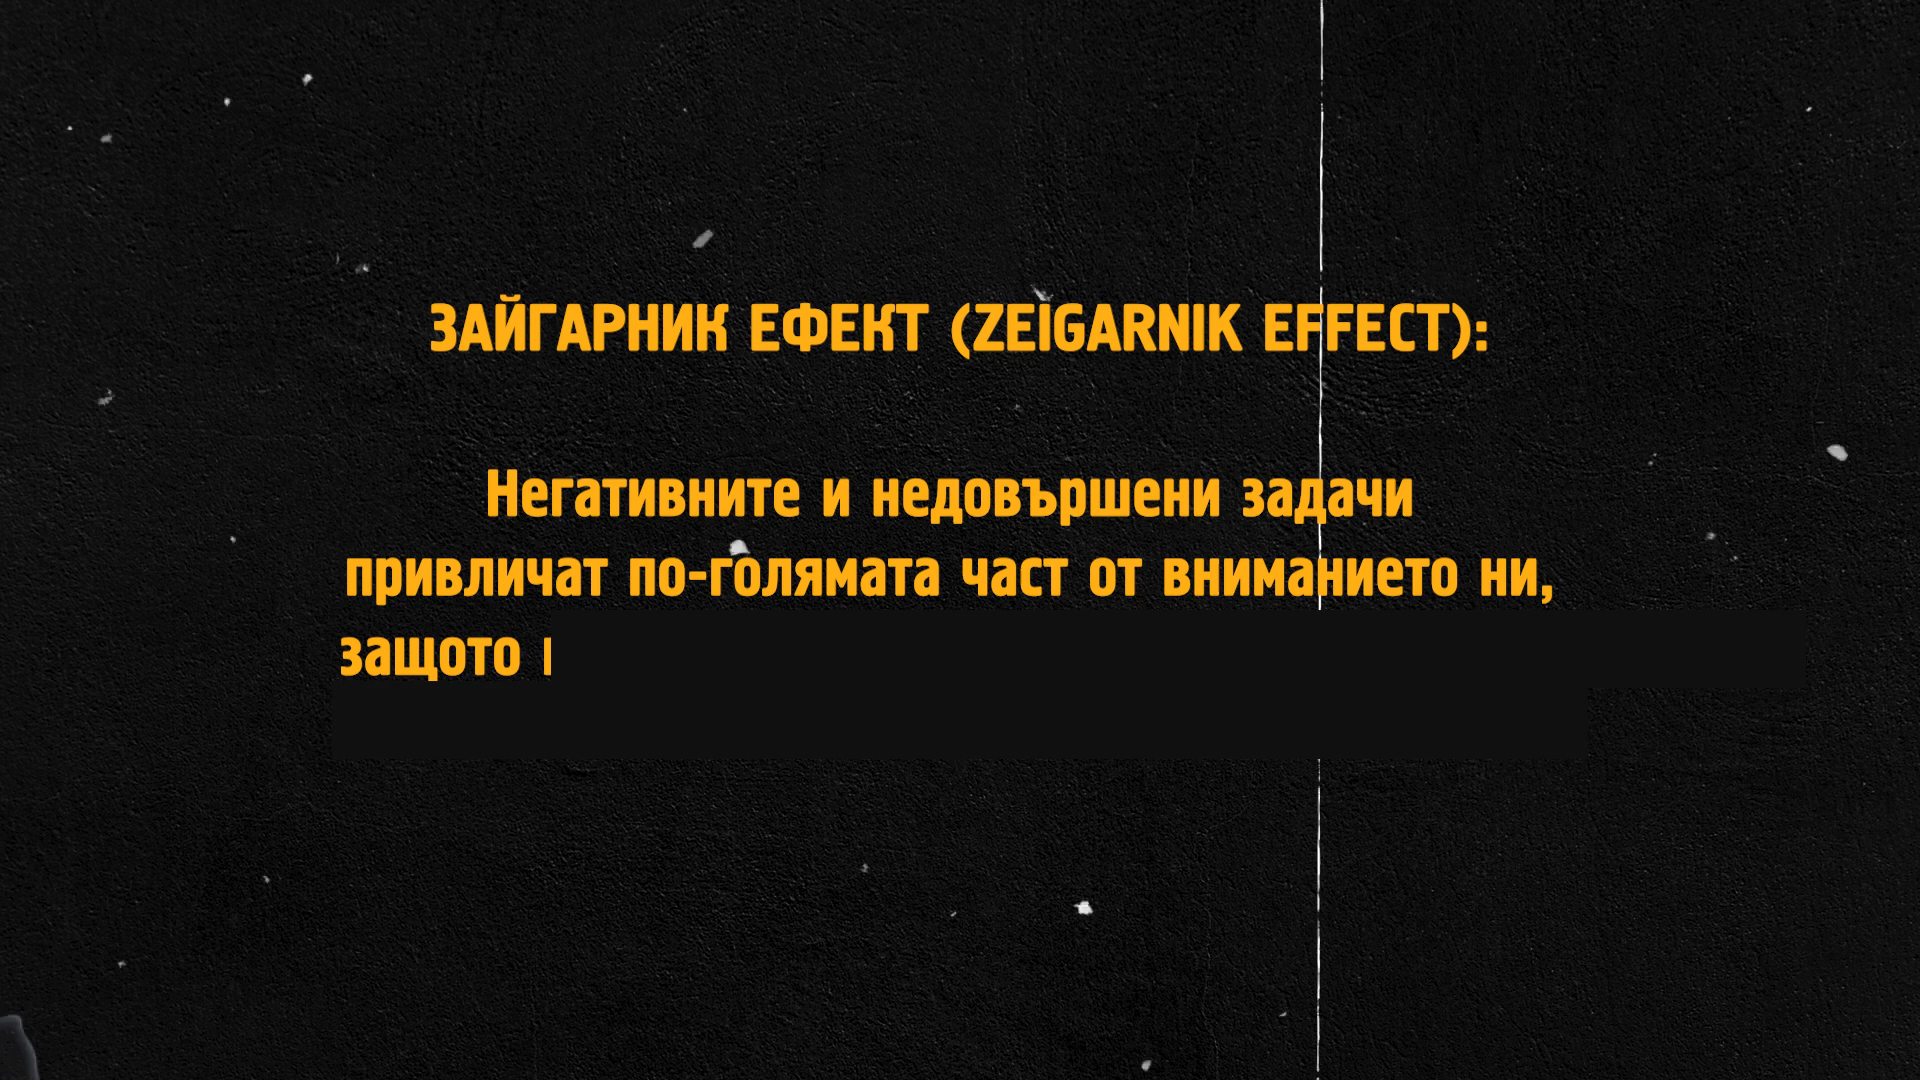 ЗАЙГАРНИК ЕФЕКТ (ZEIGARNIK EFFECT):
Негативните и недовършени задачи
привличат по-голямата част от вниманието ни,
защото